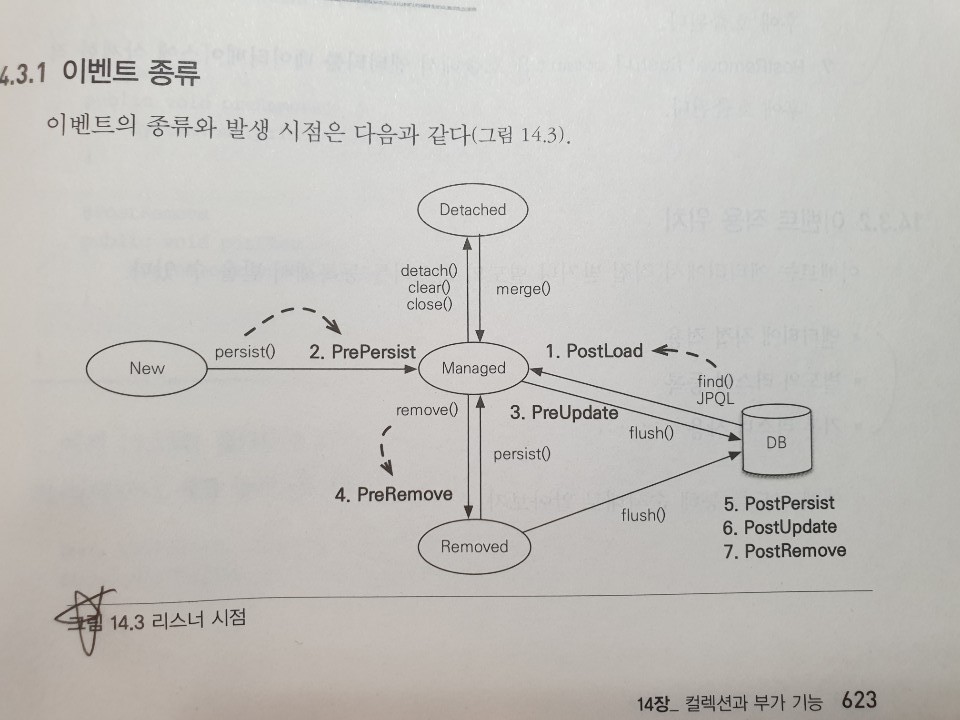 4.3.1 이벤트 종류
이벤트의 종류와 발생 시점은 다음과 같다(그림 14.3).
Detached
detach()
clear()
close()
merge()
New
persist()
2. PrePersist
Managed
1. PostLoad
find()
JPQL
remove()
3. PreUpdate
flush()
DB
persist()
4. PreRemove
Removed
flush()
5. PostPersist
6. PostUpdate
7. PostRemove
그림 14.3 리스너 시점
14장_ 컬렉션과 부가 기능 623